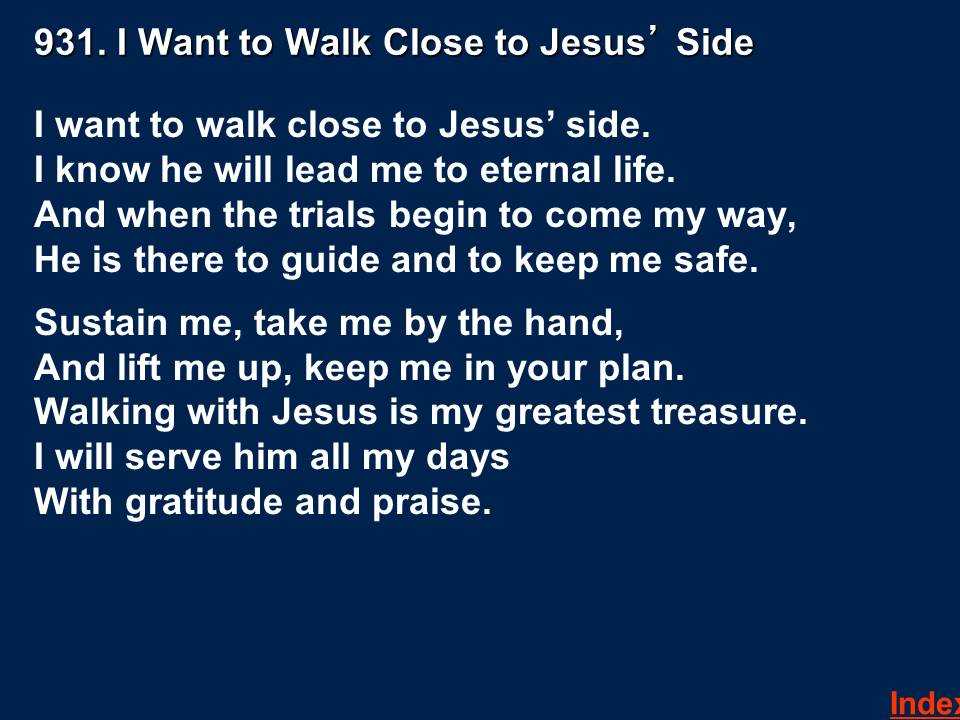 931. I Want to Walk Close to Jesus’ Side
I want to walk close to Jesus’ side.
I know he will lead me to eternal life.
And when the trials begin to come my way,
He is there to guide and to keep me safe.
Sustain me, take me by the hand,
And lift me up, keep me in your plan.
Walking with Jesus is my greatest treasure.
I will serve him all my days
With gratitude and praise.
Index